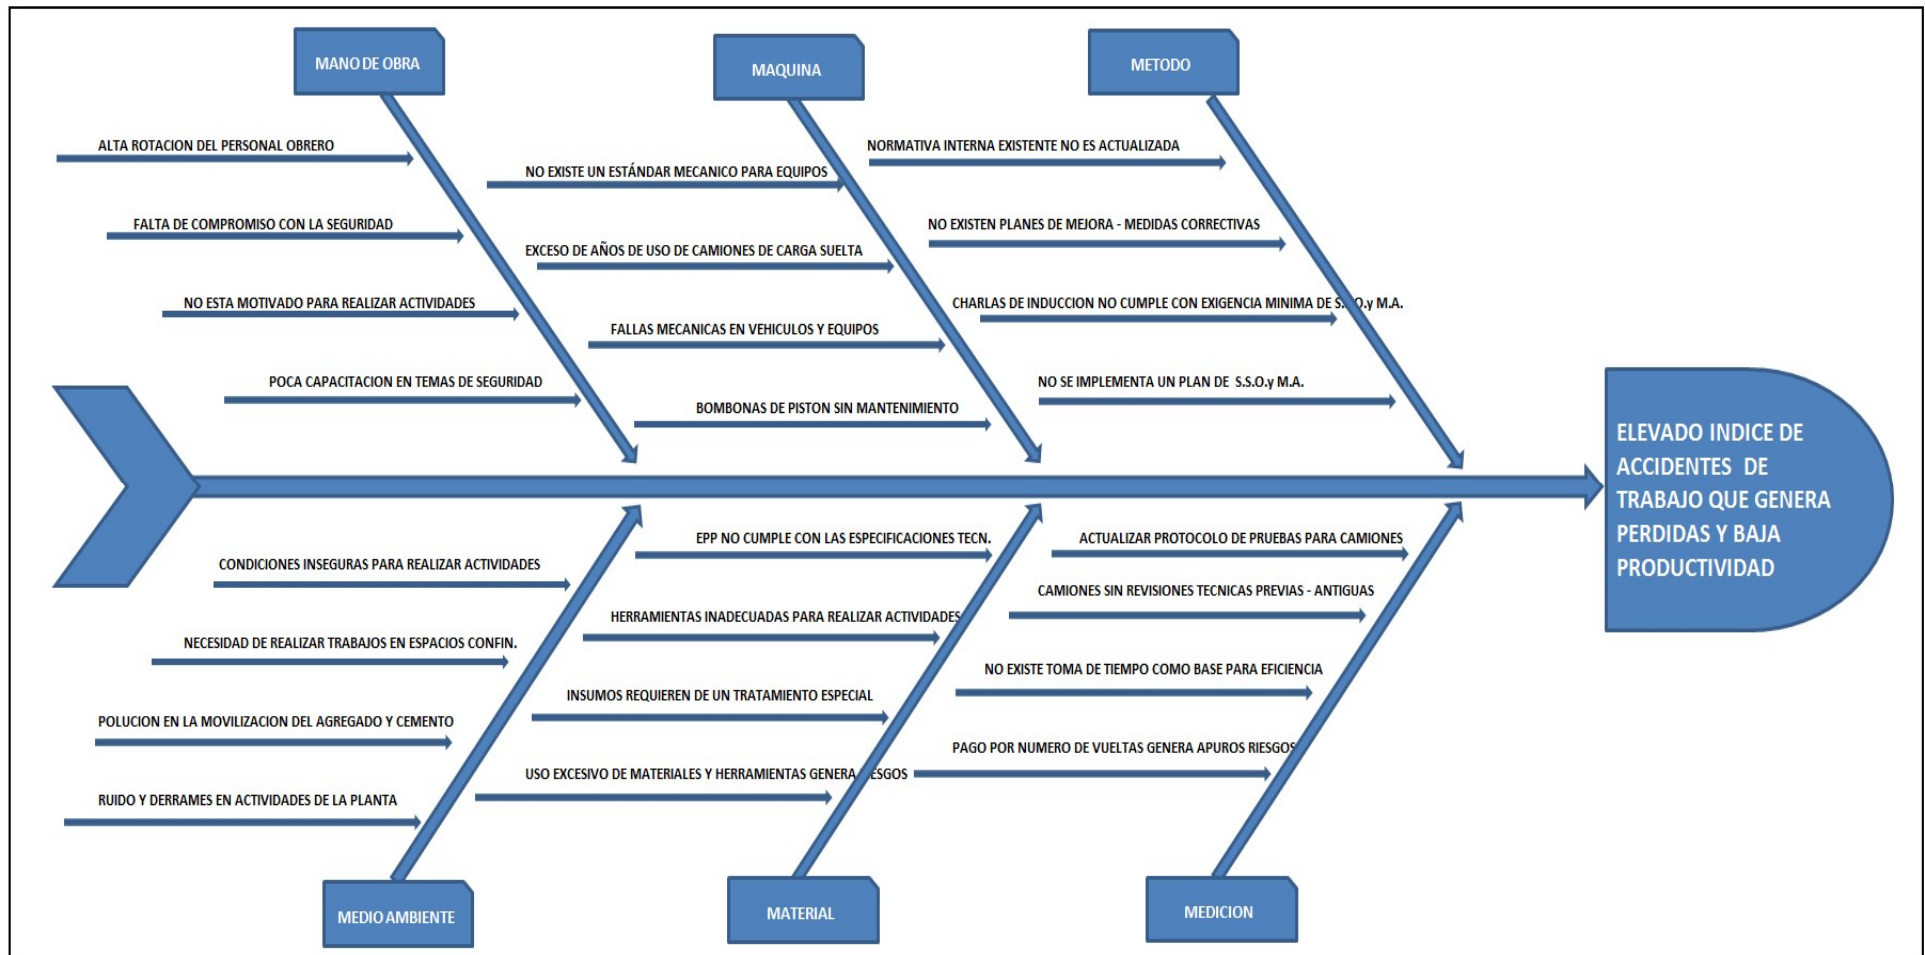 MANO DE OBRA
MAQUINA
METODO
ALTA ROTACION DEL PERSONAL OBRERO
FALTA DE COMPROMISO CON LA SEGURIDAD
NO ESTA MOTIVADO PARA REALIZAR ACTIVIDADES
POCA CAPACITACION EN TEMAS DE SEGURIDAD
NO EXISTE UN ESTÁNDAR MECANICO PARA EQUIPOS
EXCESO DE AÑOS DE USO DE CAMIONES DE CARGA SUELTA
FALLAS MECANICAS EN VEHICULOS Y EQUIPOS
BOMBONAS DE PISTON SIN MANTENIMIENTO
NORMATIVA INTERNA EXISTENTE NO ES ACTUALIZADA
NO EXISTEN PLANES DE MEJORA - MEDIDAS CORRECTIVAS
CHARLAS DE INDUCCION NO CUMPLE CON EXIGENCIA MINIMA DE S.S.O.y M.A.
NO SE IMPLEMENTA UN PLAN DE S.S.O.y M.A.
ELEVADO INDICE DE
ACCIDENTES DE
TRABAJO QUE GENERA
PERDIDAS Y BAJA
PRODUCTIVIDAD
CONDICIONES INSEGURAS PARA REALIZAR ACTIVIDADES
NECESIDAD DE REALIZAR TRABAJOS EN ESPACIOS CONFIN.
POLUCION EN LA MOVILIZACION DEL AGREGADO Y CEMENTO
RUIDO Y DERRAMES EN ACTIVIDADES DE LA PLANTA
EPP NO CUMPLE CON LAS ESPECIFICACIONES TECN.
HERRAMIENTAS INADECUADAS PARA REALIZAR ACTIVIDADES
INSUMOS REQUIEREN DE UN TRATAMIENTO ESPECIAL
USO EXCESIVO DE MATERIALES Y HERRAMIENTAS GENERA RIESGOS
ACTUALIZAR PROTOCOLO DE PRUEBAS PARA CAMIONES
CAMIONES SIN REVISIONES TECNICAS PREVIAS - ANTIGUAS
NO EXISTE TOMA DE TIEMPO COMO BASE PARA EFICIENCIA
PAGO POR NUMERO DE VUELTAS GENERA APUROS RIESGOS
MEDIO AMBIENTE
MATERIAL
MEDICION